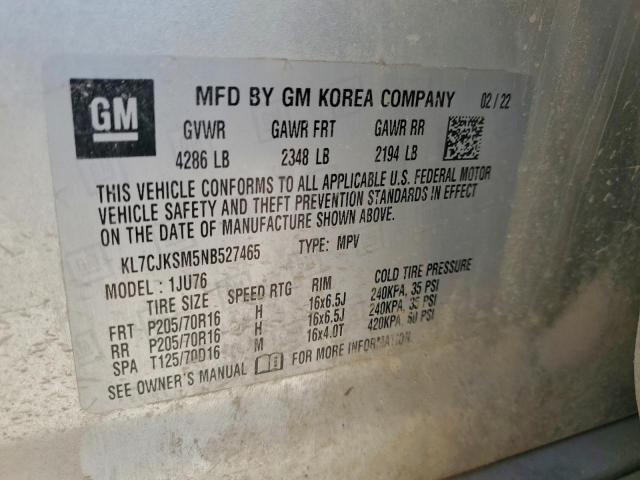 GM
MFD BY GM KOREA COMPANY 02/22
GVWR GAWR FRT GAWR RR
4286 LB 2348 LB 2194 LB
THIS VEHICLE CONFORMS TO ALL APPLICABLE U.S. FEDERAL MOTOR
VEHICLE SAFETY AND THEFT PREVENTION STANDARDS IN EFFECT
ON THE DATE OF MANUFACTURE SHOWN ABOVE.
KL7CJKSM5NB527465 TYPE: MPV
MODEL: 1JU76
TIRE SIZE SPEED RTG RIM COLD TIRE PRESSURE
FRT P205/70R16 H 16x6.5J 240KPA, 35 PSI
RR P205/70R16 H 16x6.5J 240KPA, 35 PSI
SPA T125/70D16 M 16x4.0T 420KPA, 60 PSI
SEE OWNER'S MANUAL FOR MORE INFORMATION.